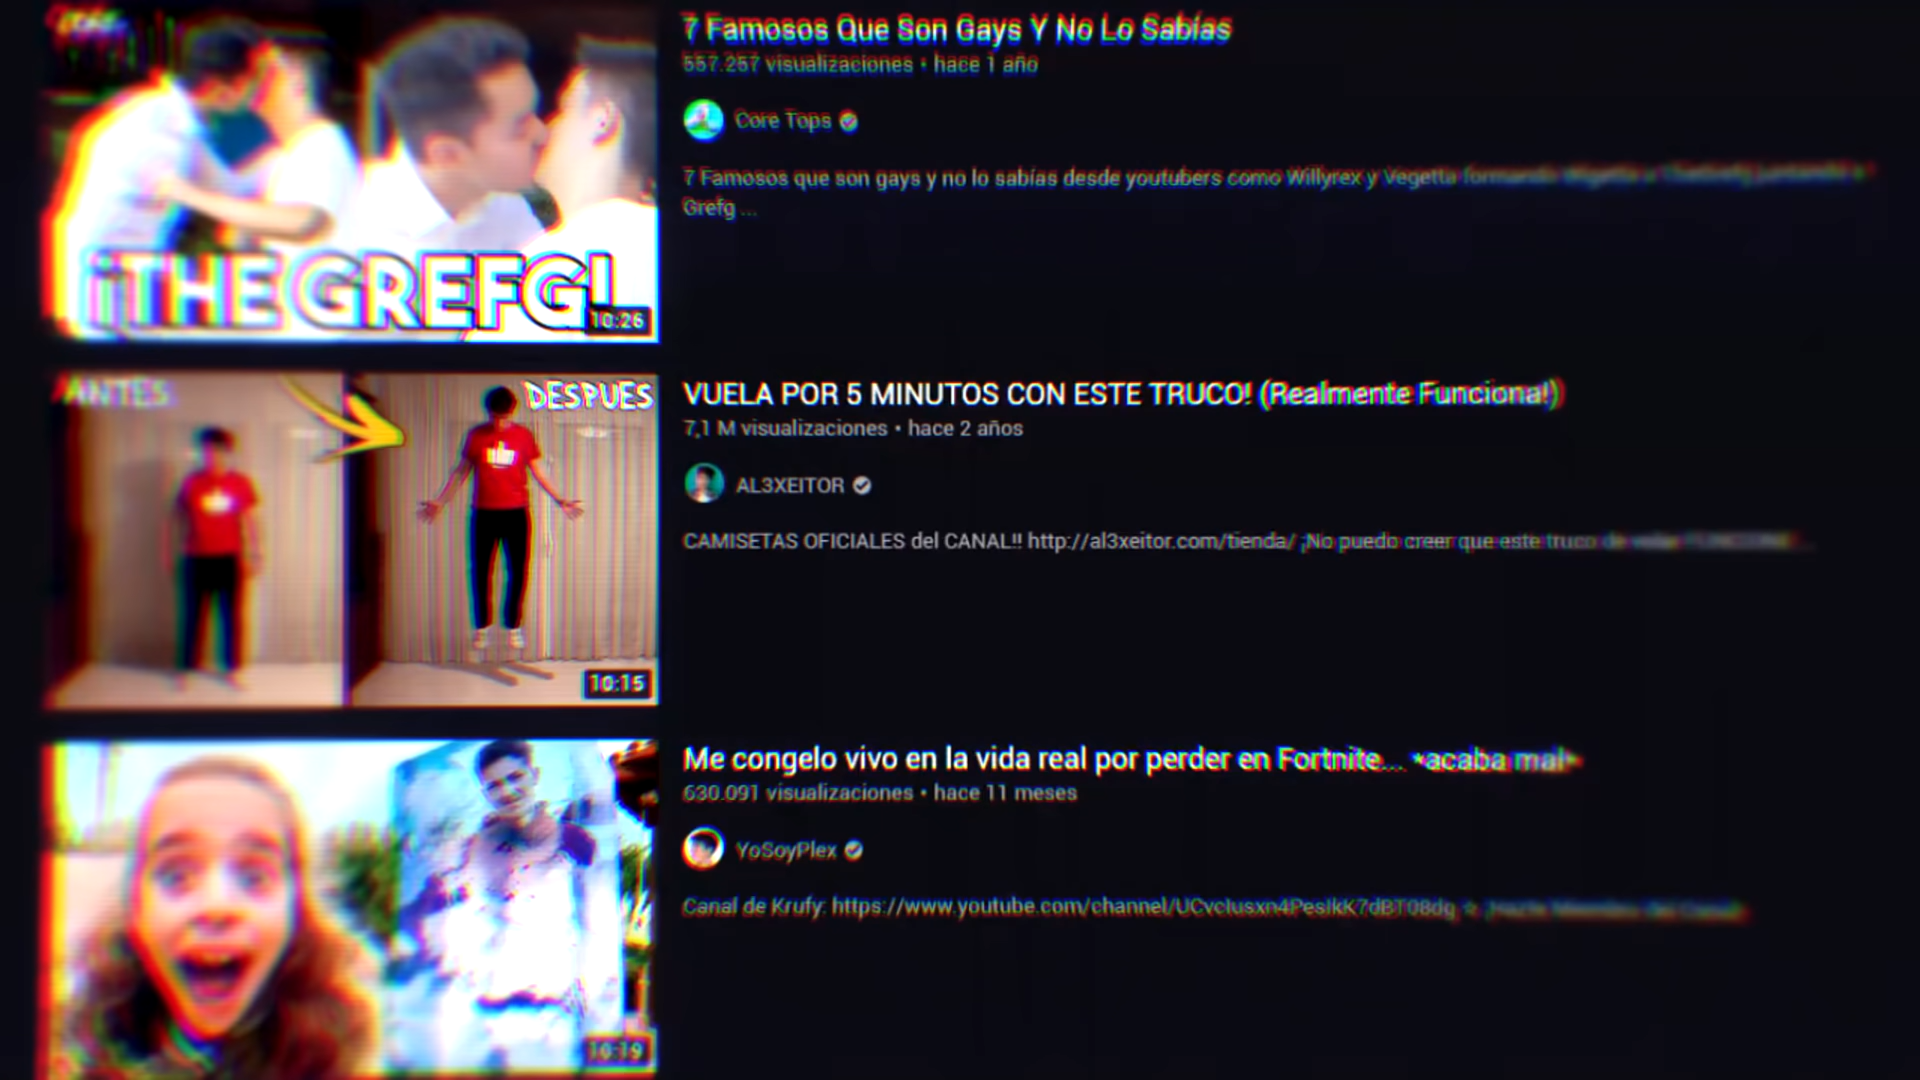 ¡THE GREFG!
10:26
7 Famosos Que Son Gays Y No Lo Sabías
557.257 visualizaciones • hace 1 año
Core Tops
7 Famosos que son gays y no lo sabías desde youtubers como Willyrex y Vegetta formando
Grefg ...
ANTES
DESPUES
10:15
VUELA POR 5 MINUTOS CON ESTE TRUCO! (Realmente Funciona!)
7,1 M visualizaciones • hace 2 años
AL3XEITOR
CAMISETAS OFICIALES del CANAL!! http://al3xeitor.com/tienda/ ¡No puedo creer que este truco de volar FUNCIONE! ...
10:19
Me congelo vivo en la vida real por perder en Fortnite... *acaba mal*
630.091 visualizaciones • hace 11 meses
YoSoyPlex
Canal de Krufy: https://www.youtube.com/channel/UCvcIusxn4PesIkK7dBT08dg